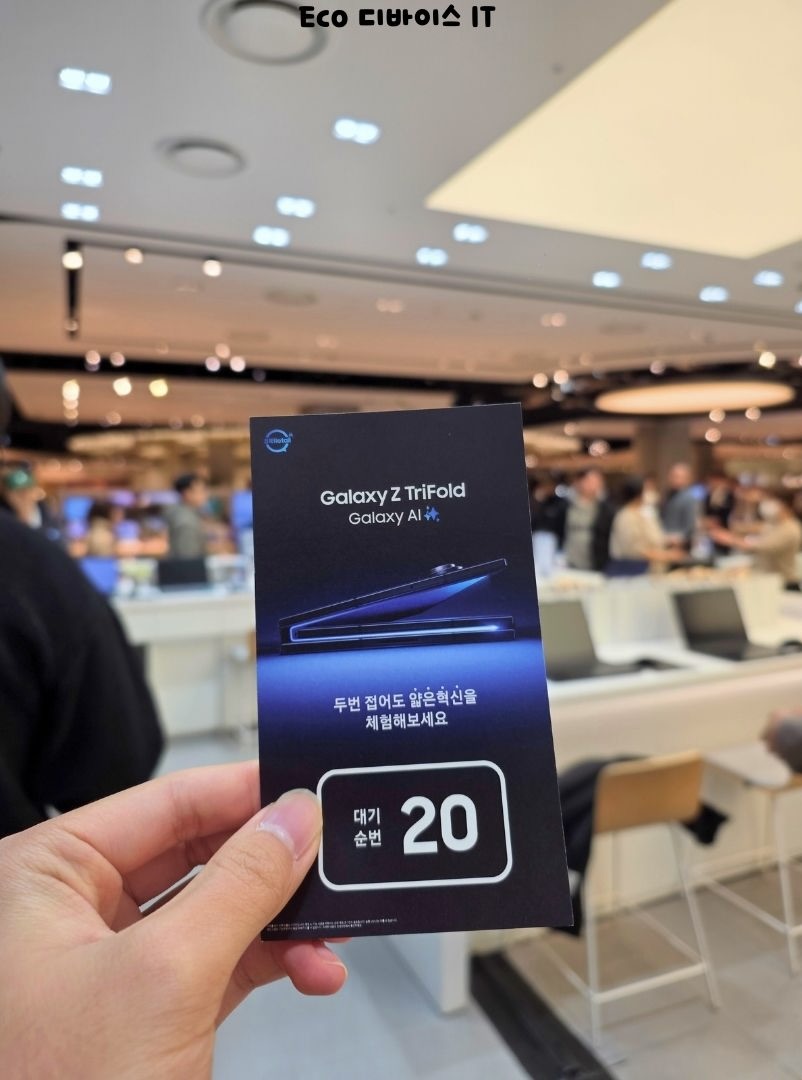 Eco 디바이스 IT
Galaxy Z TriFold
Galaxy AI
두번 접어도 얇은혁신을
체험해보세요
대기
순번
20